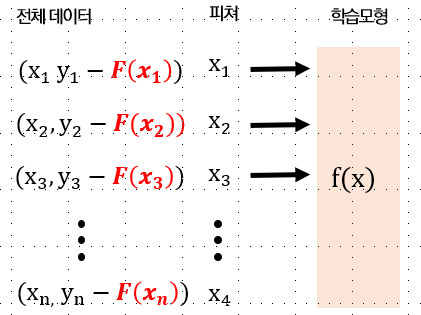 전체 데이터 피쳐 학습모형
(x₁ y₁ − F(x₁)) x₁
(x₂, y₂ − F(x₂)) x₂
(x₃, y₃ − F(x₃)) x₃ f(x)
⋮ ⋮
(xₙ, yₙ − F(xₙ)) x₄